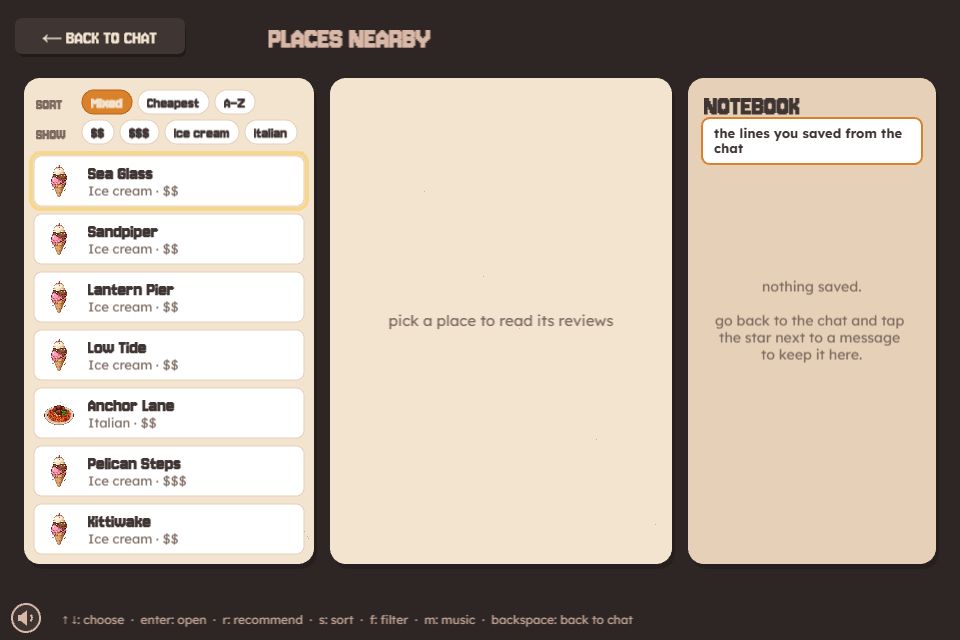 ← BACK TO CHAT
PLACES NEARBY
SORT Mixed Cheapest A-Z
SHOW $$ $$$ Ice cream Italian
Sea Glass
Ice cream · $$
Sandpiper
Ice cream · $$
Lantern Pier
Ice cream · $$
Low Tide
Ice cream · $$
Anchor Lane
Italian · $$
Pelican Steps
Ice cream · $$$
Kittiwake
Ice cream · $$
pick a place to read its reviews
NOTEBOOK
the lines you saved from the
chat
nothing saved.
go back to the chat and tap
the star next to a message
to keep it here.
↑ ↓: choose · enter: open · r: recommend · s: sort · f: filter · m: music · backspace: back to chat